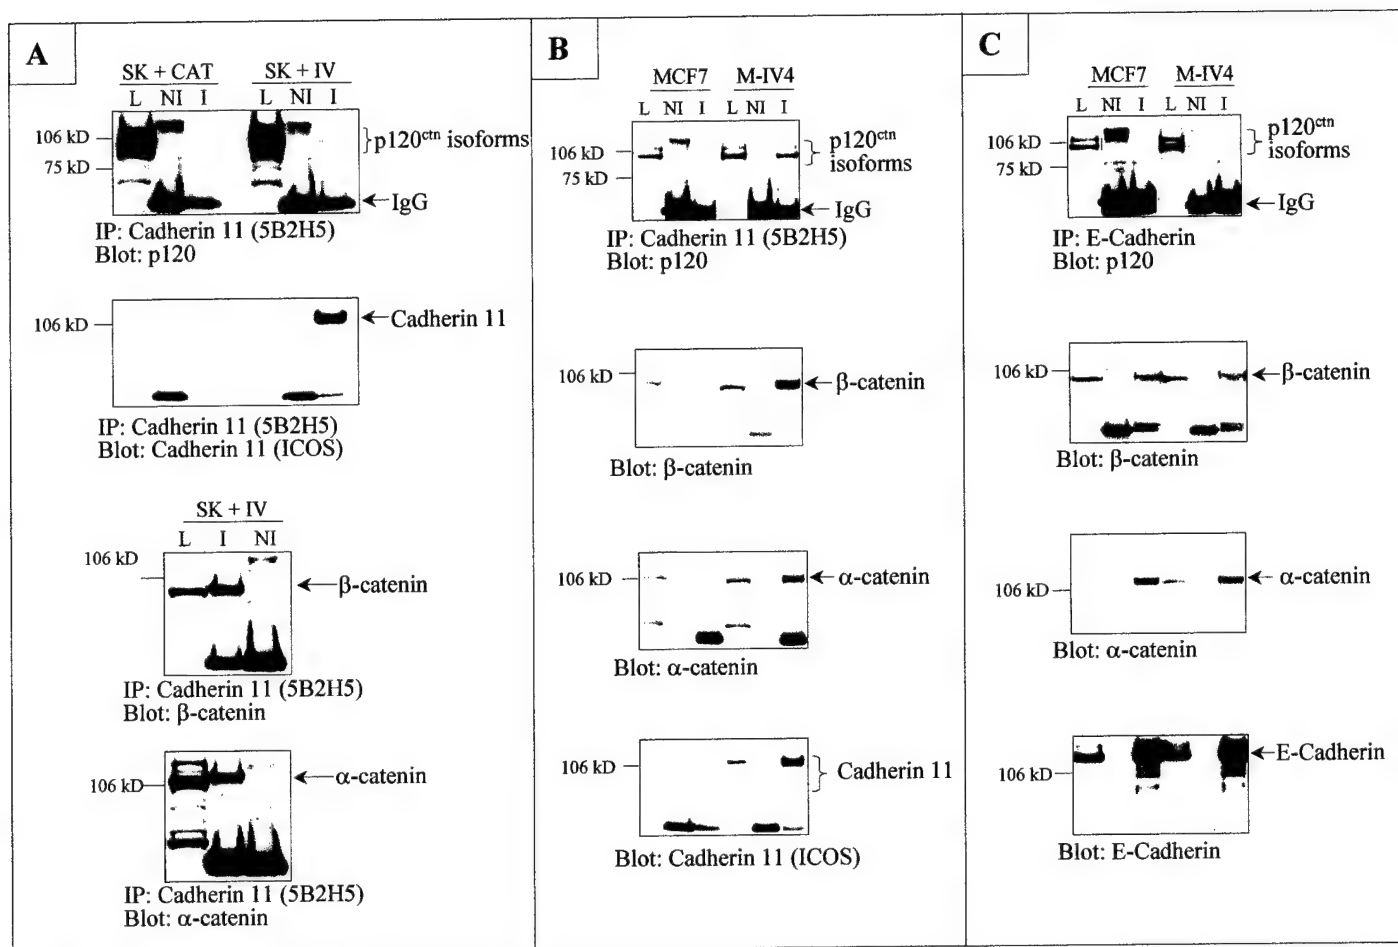 A
SK + CAT SK + IV
L NI I L NI I
106 kD
75 kD
p120ctn isoforms
IgG
IP: Cadherin 11 (5B2H5)
Blot: p120
106 kD
Cadherin 11
IP: Cadherin 11 (5B2H5)
Blot: Cadherin 11 (ICOS)
SK + IV
L I NI
106 kD
β-catenin
IP: Cadherin 11 (5B2H5)
Blot: β-catenin
106 kD
α-catenin
IP: Cadherin 11 (5B2H5)
Blot: α-catenin
B
MCF7 M-IV4
L NI I L NI I
106 kD
75 kD
p120ctn
isoforms
IgG
IP: Cadherin 11 (5B2H5)
Blot: p120
106 kD
β-catenin
Blot: β-catenin
106 kD
α-catenin
Blot: α-catenin
106 kD
Cadherin 11
Blot: Cadherin 11 (ICOS)
C
MCF7 M-IV4
L NI I L NI I
106 kD
75 kD
p120ctn
isoforms
IgG
IP: E-Cadherin
Blot: p120
106 kD
β-catenin
Blot: β-catenin
106 kD
α-catenin
Blot: α-catenin
106 kD
E-Cadherin
Blot: E-Cadherin